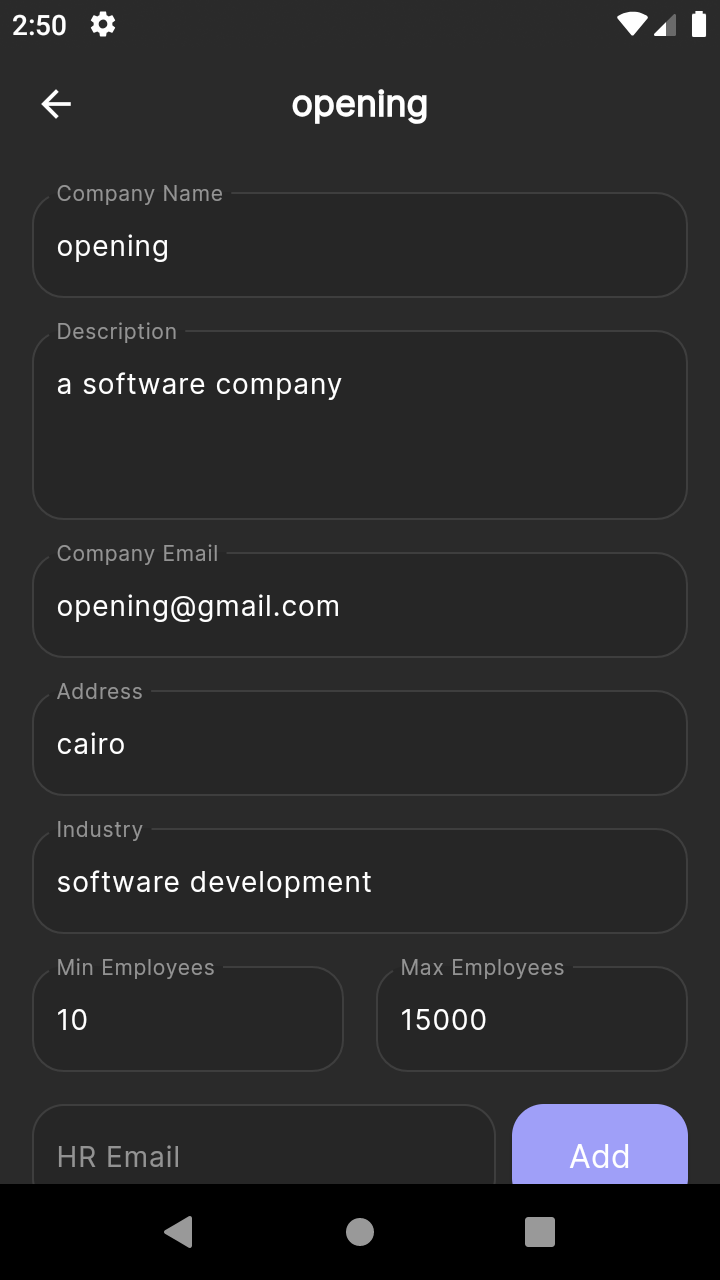 2:50
opening
Company Name
opening
Description
a software company
Company Email
opening@gmail.com
Address
cairo
Industry
software development
Min Employees
10
Max Employees
15000
HR Email
Add